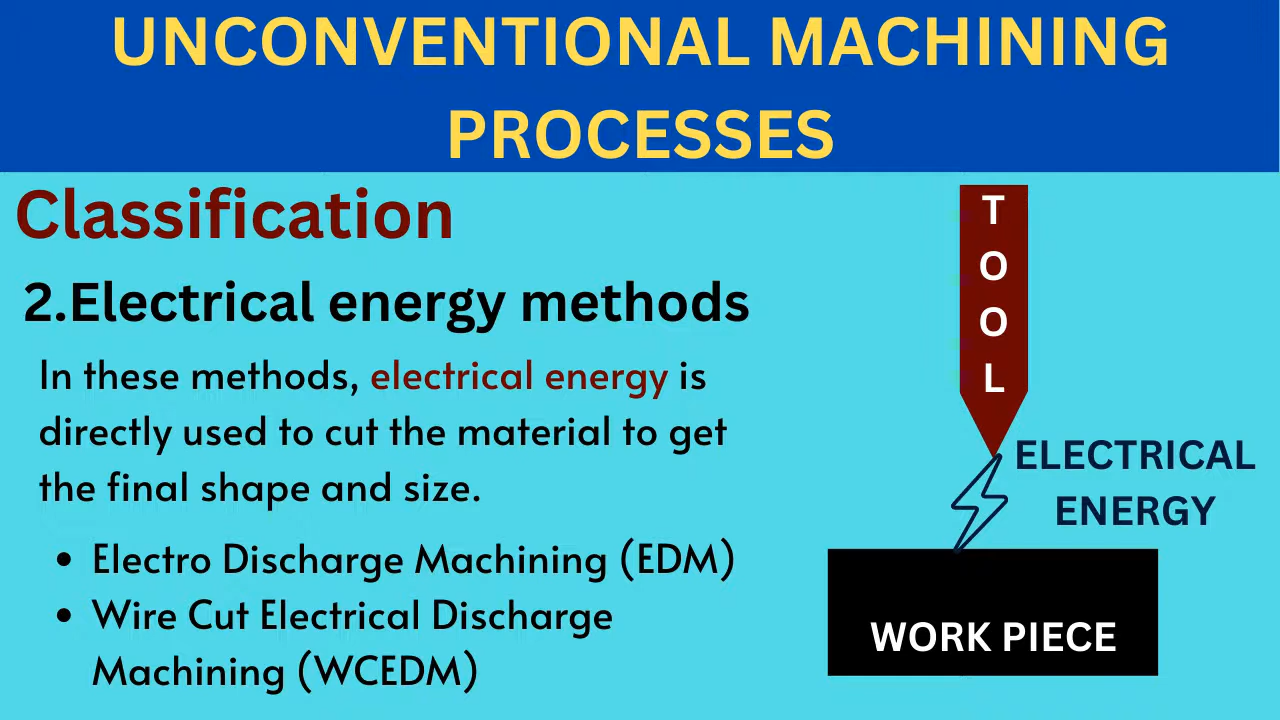 UNCONVENTIONAL MACHINING
PROCESSES
Classification
2.Electrical energy methods
In these methods, electrical energy is
directly used to cut the material to get
the final shape and size.
• Electro Discharge Machining (EDM)
• Wire Cut Electrical Discharge
Machining (WCEDM)
T
O
O
L
ELECTRICAL
ENERGY
WORK PIECE